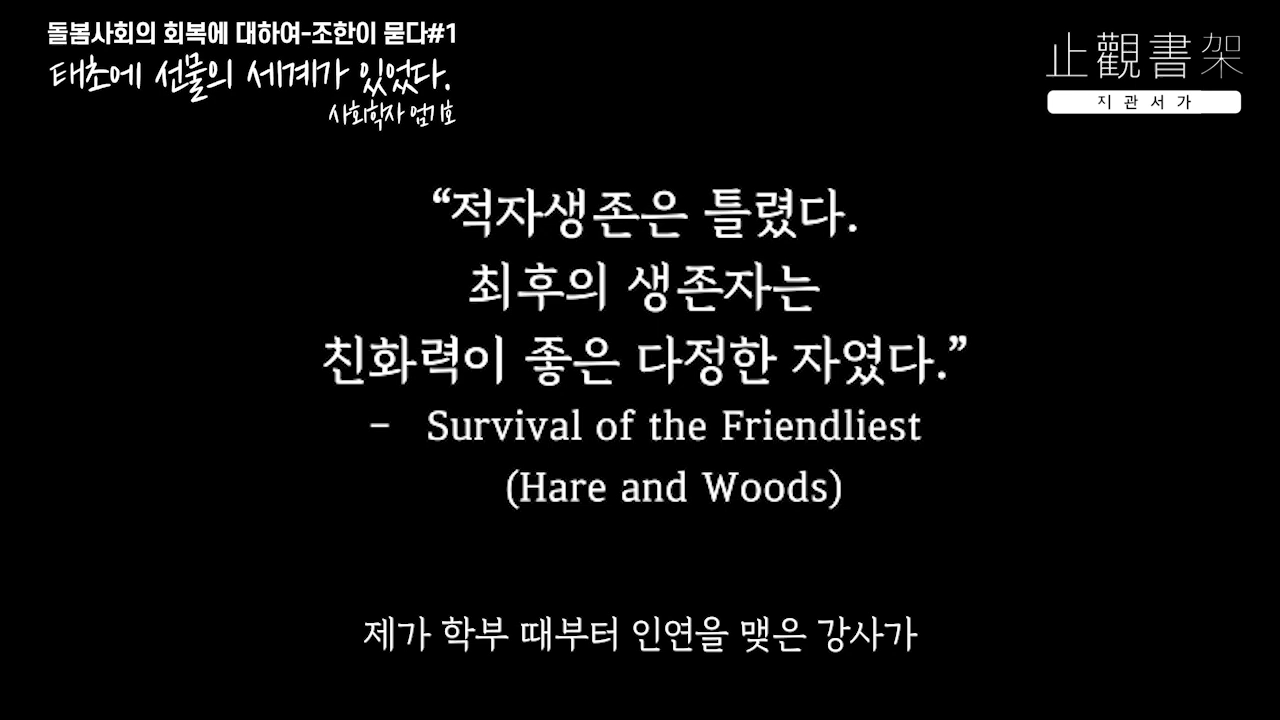 돌봄사회의 회복에 대하여-조한이 묻다#1
태초에 선물의 세계가 있었다.
사회학자 엄기호
止觀書架
지관서가
“적자생존은 틀렸다.
최후의 생존자는
친화력이 좋은 다정한 자였다.”
– Survival of the Friendliest
(Hare and Woods)
제가 학부 때부터 인연을 맺은 강사가